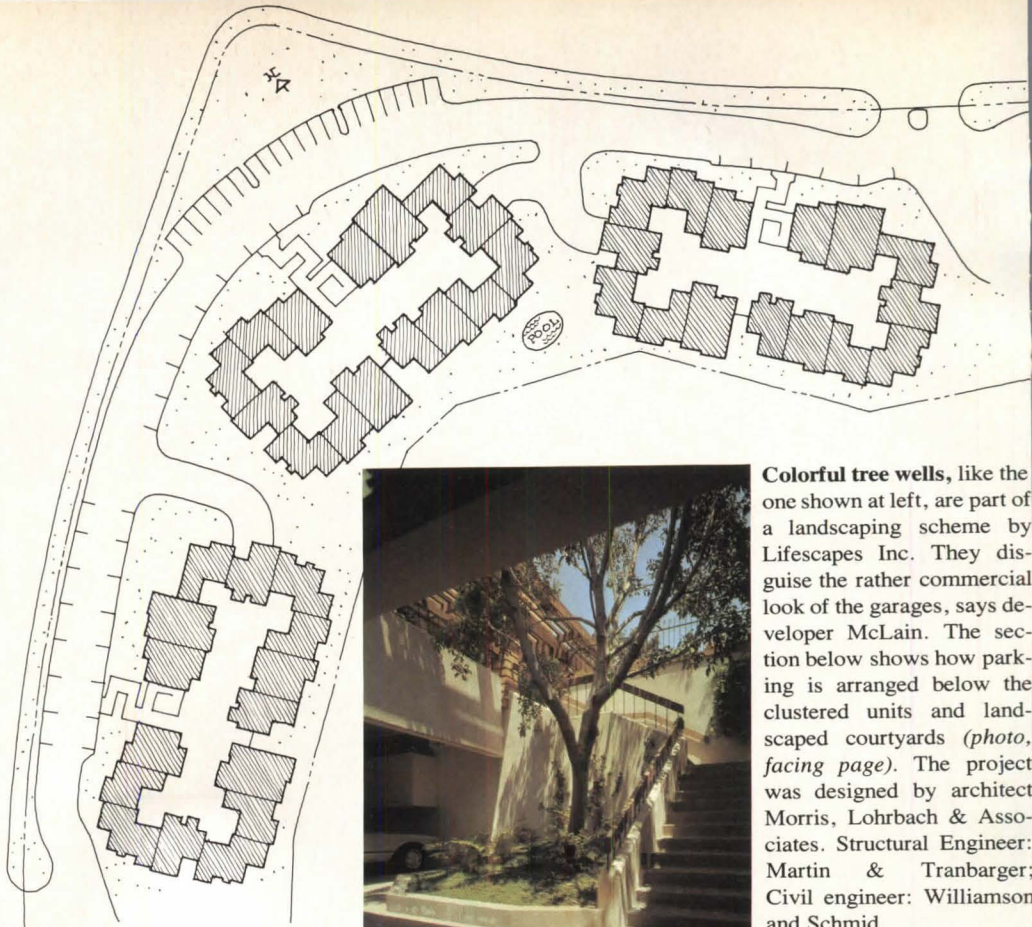 POOL
Colorful tree wells, like the
one shown at left, are part of
a landscaping scheme by
Lifescapes Inc. They dis-
guise the rather commercial
look of the garages, says de-
veloper McLain. The sec-
tion below shows how park-
ing is arranged below the
clustered units and land-
scaped courtyards (photo,
facing page). The project
was designed by architect
Morris, Lohrbach & Asso-
ciates. Structural Engineer:
Martin & Tranbarger;
Civil engineer: Williamson
and Schmid